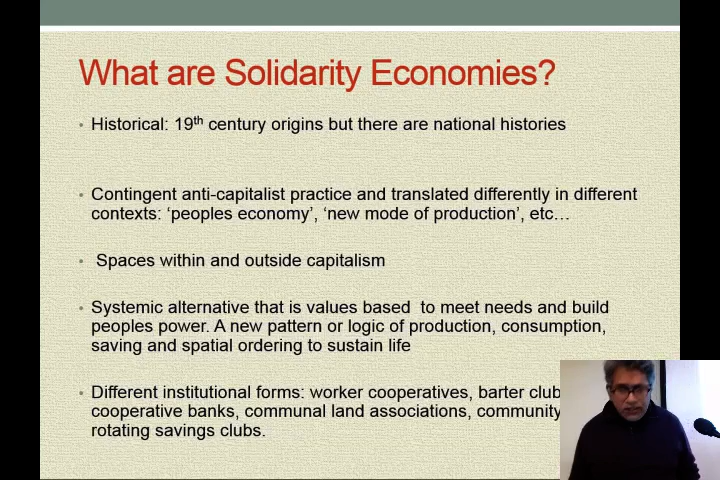 What are Solidarity Economies?
• Historical: 19th century origins but there are national histories
• Contingent anti-capitalist practice and translated differently in different
contexts: ‘peoples economy’, ‘new mode of production’, etc…
• Spaces within and outside capitalism
• Systemic alternative that is values based to meet needs and build
peoples power. A new pattern or logic of production, consumption,
saving and spatial ordering to sustain life
• Different institutional forms: worker cooperatives, barter
cooperative banks, communal land associations, community
rotating savings clubs.